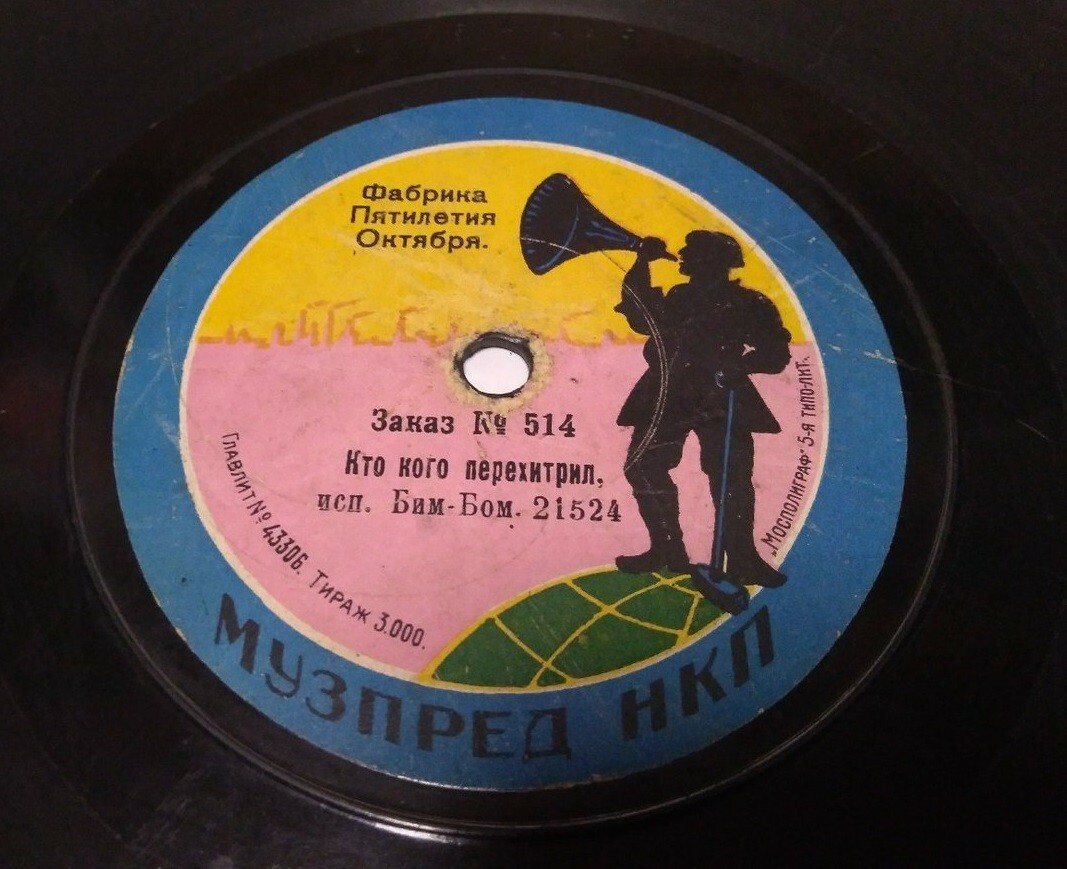 Фабрика
Пятилетия
Октября.
Заказ № 514
Кто кого перехитрил,
исп. Бим-Бом. 21524
Главлит № 43306. Тираж 3.000.
„Мосполиграф" 5-я типо-лит.
МУЗПРЕД НКП